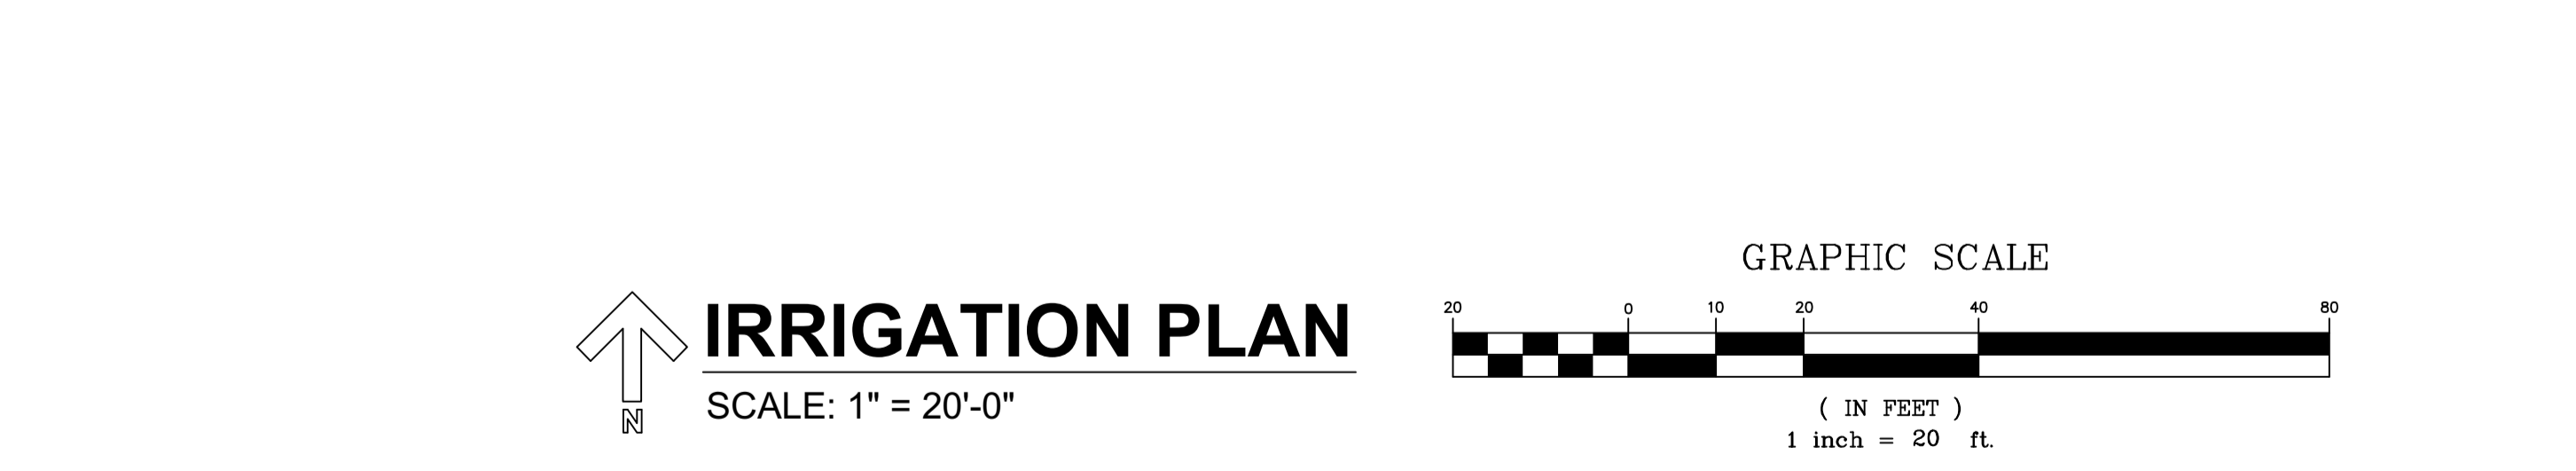 N
IRRIGATION PLAN
SCALE: 1" = 20'-0"
GRAPHIC SCALE
20 0 10 20 40 80
( IN FEET )
1 inch = 20 ft.